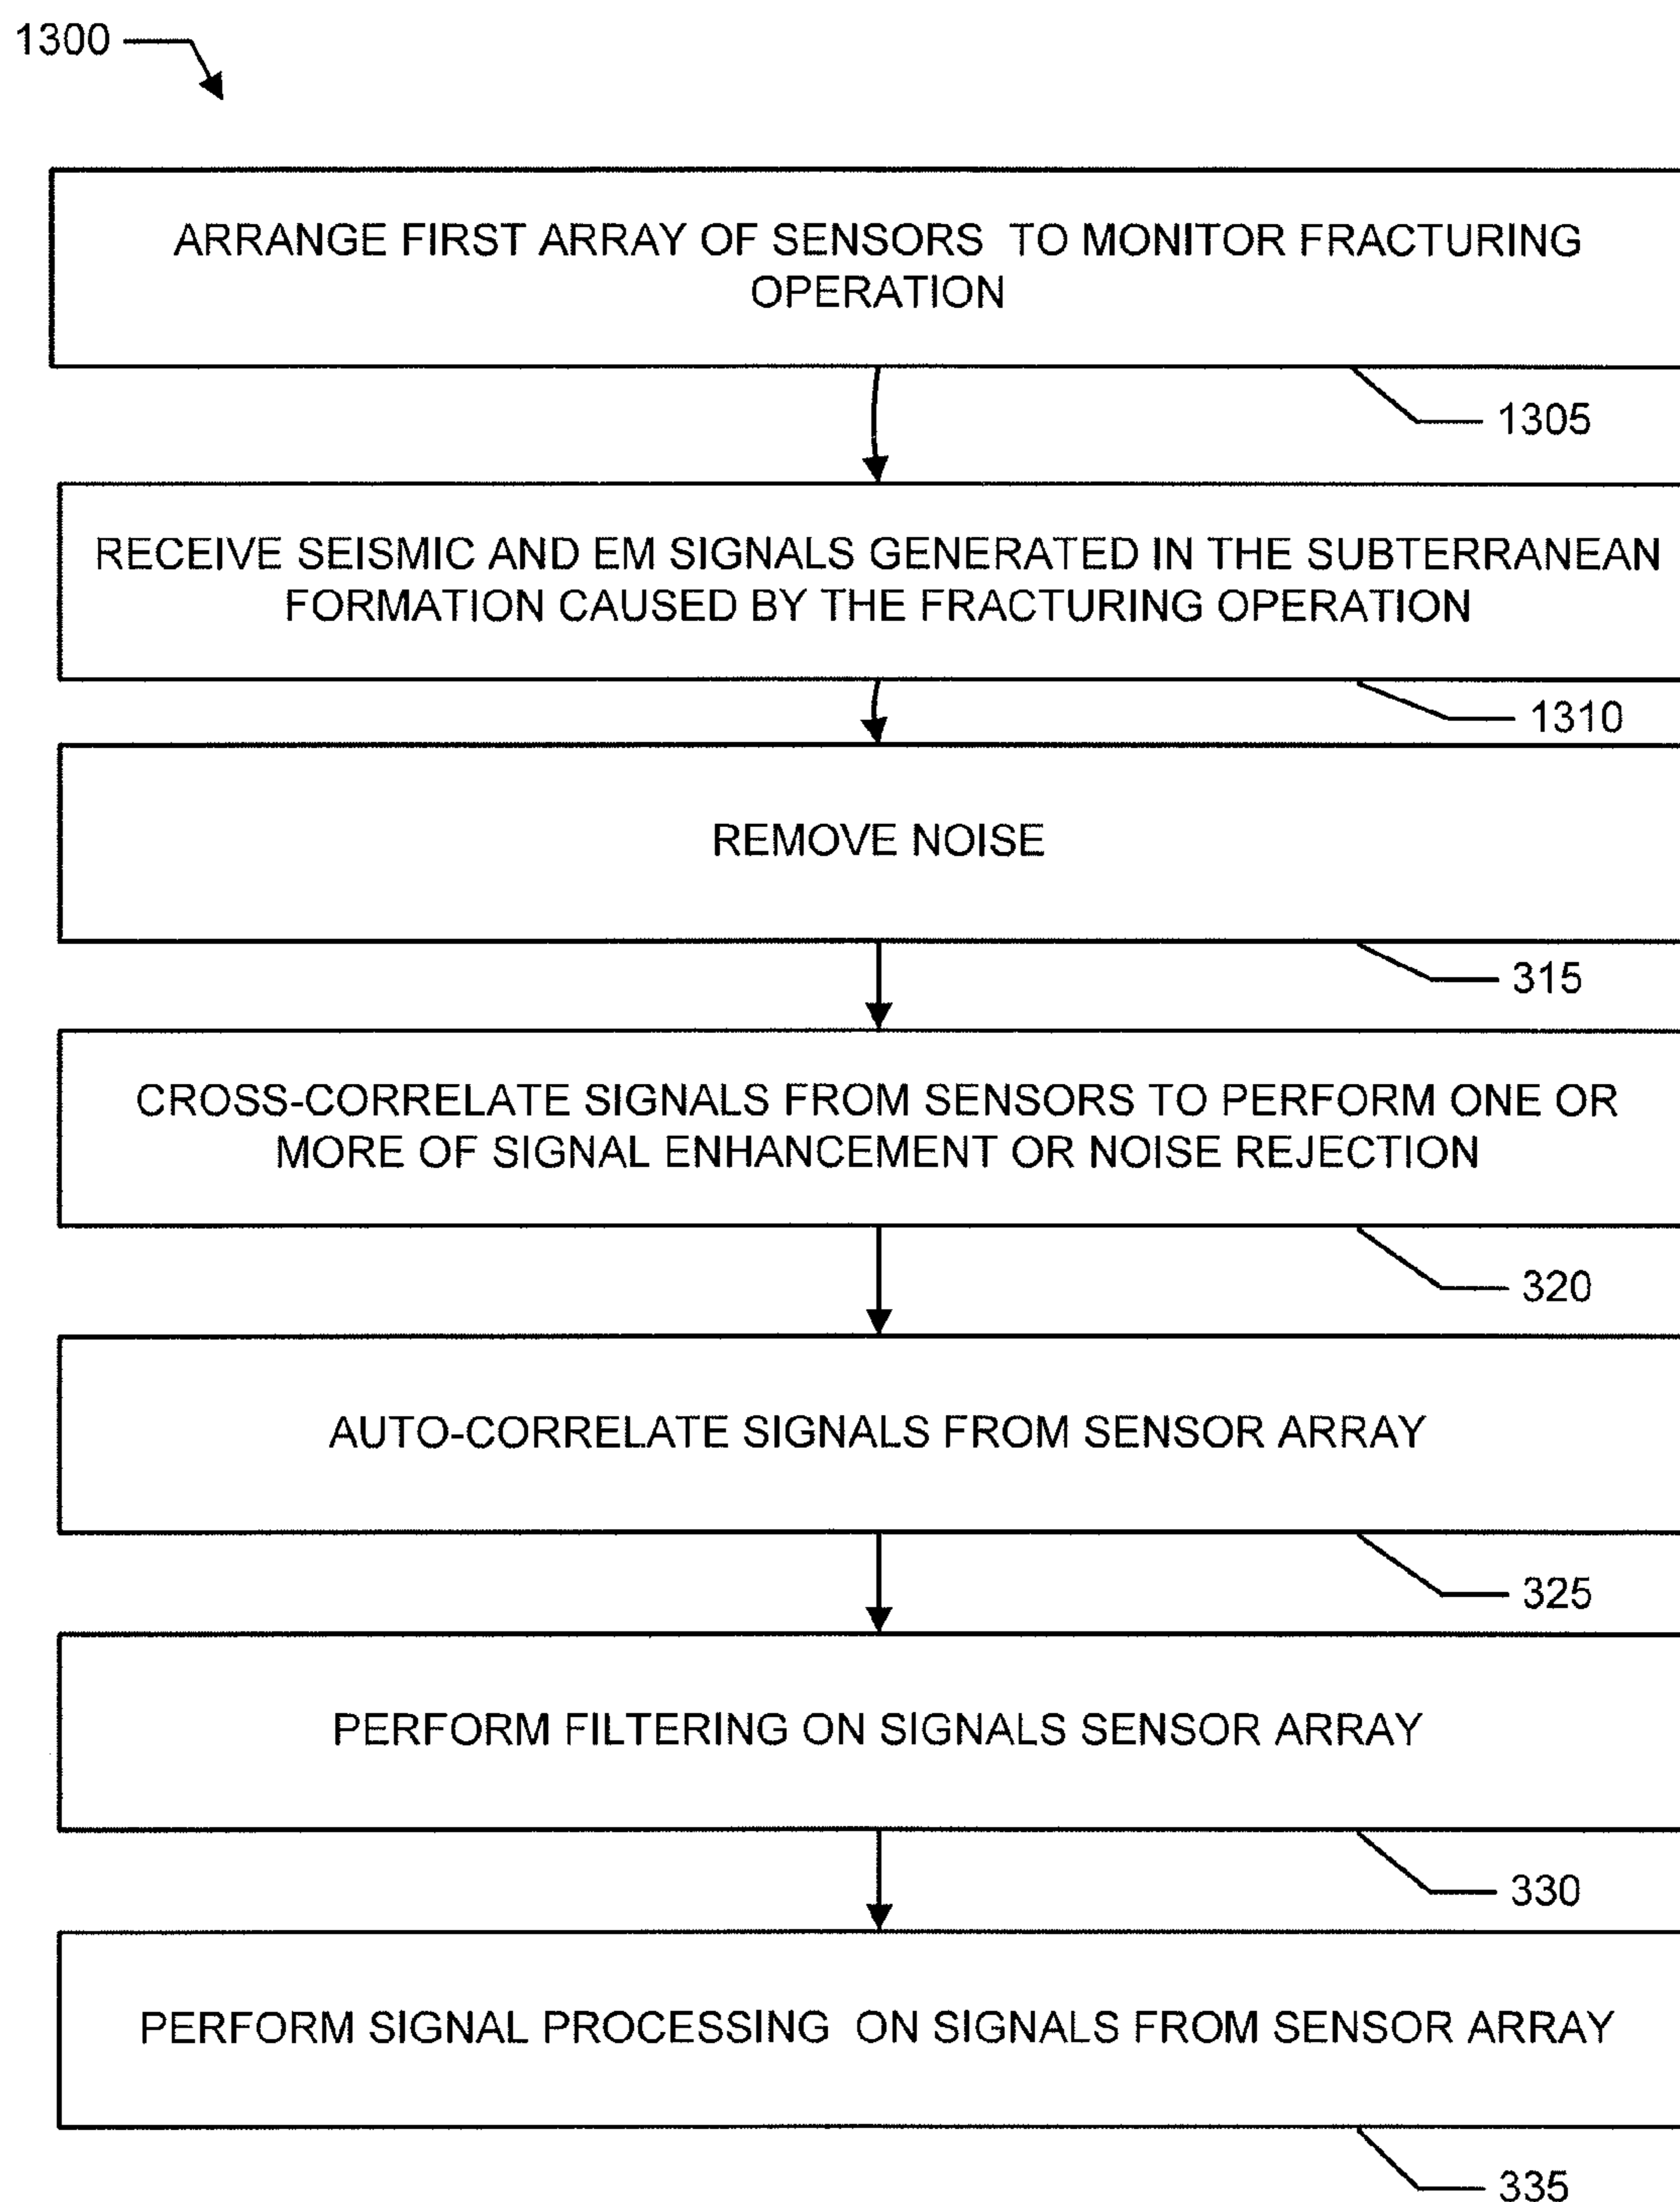 1300
ARRANGE FIRST ARRAY OF SENSORS TO MONITOR FRACTURING
OPERATION
1305
RECEIVE SEISMIC AND EM SIGNALS GENERATED IN THE SUBTERRANEAN
FORMATION CAUSED BY THE FRACTURING OPERATION
1310
REMOVE NOISE
315
CROSS-CORRELATE SIGNALS FROM SENSORS TO PERFORM ONE OR
MORE OF SIGNAL ENHANCEMENT OR NOISE REJECTION
320
AUTO-CORRELATE SIGNALS FROM SENSOR ARRAY
325
PERFORM FILTERING ON SIGNALS SENSOR ARRAY
330
PERFORM SIGNAL PROCESSING ON SIGNALS FROM SENSOR ARRAY
335